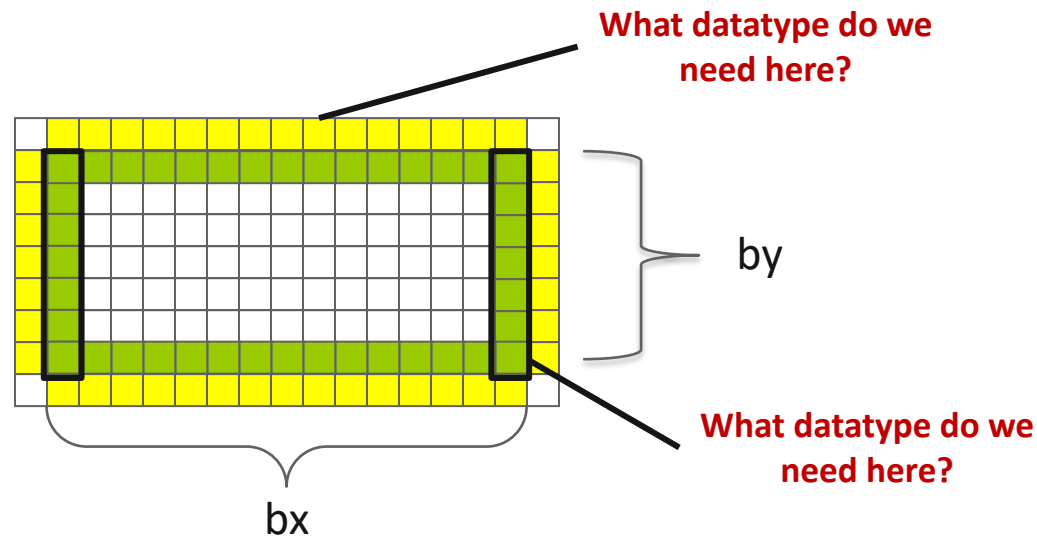 What datatype do we
need here?
by
What datatype do we
need here?
bx